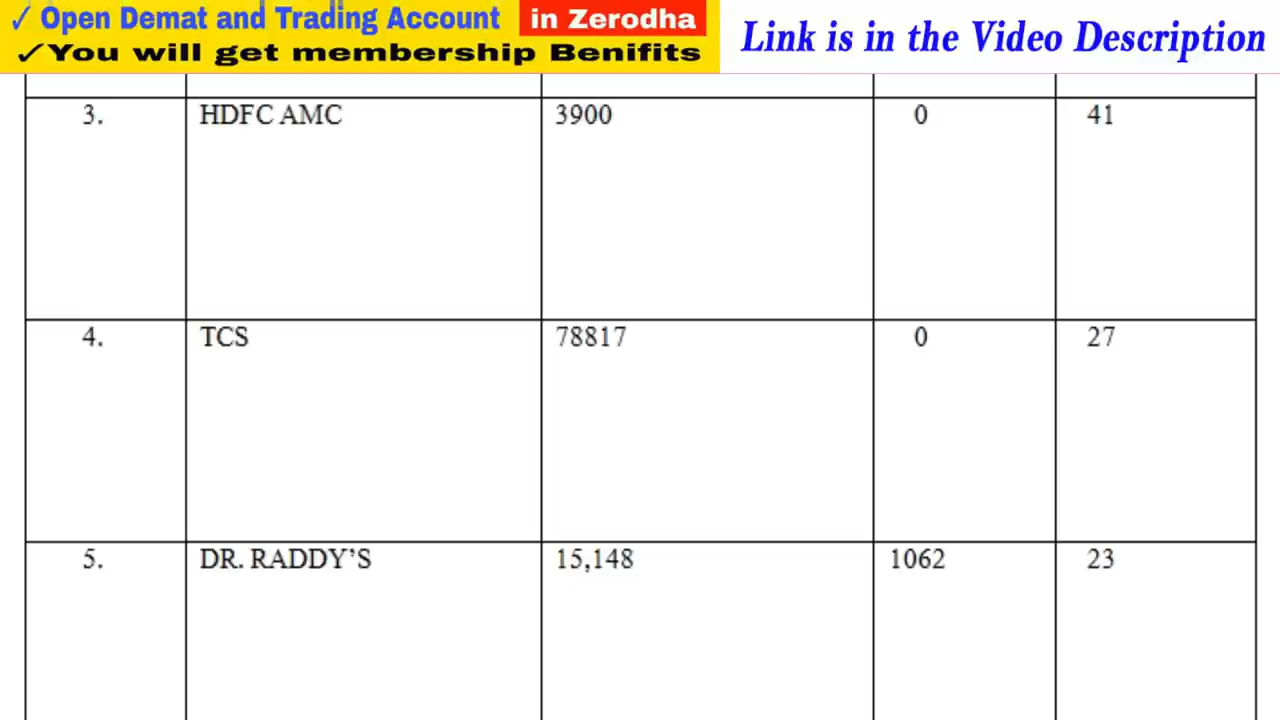 ✓ Open Demat and Trading Account in Zerodha
✓You will get membership Benifits
Link is in the Video Description
3. HDFC AMC 3900 0 41
4. TCS 78817 0 27
5. DR. RADDY’S 15,148 1062 23